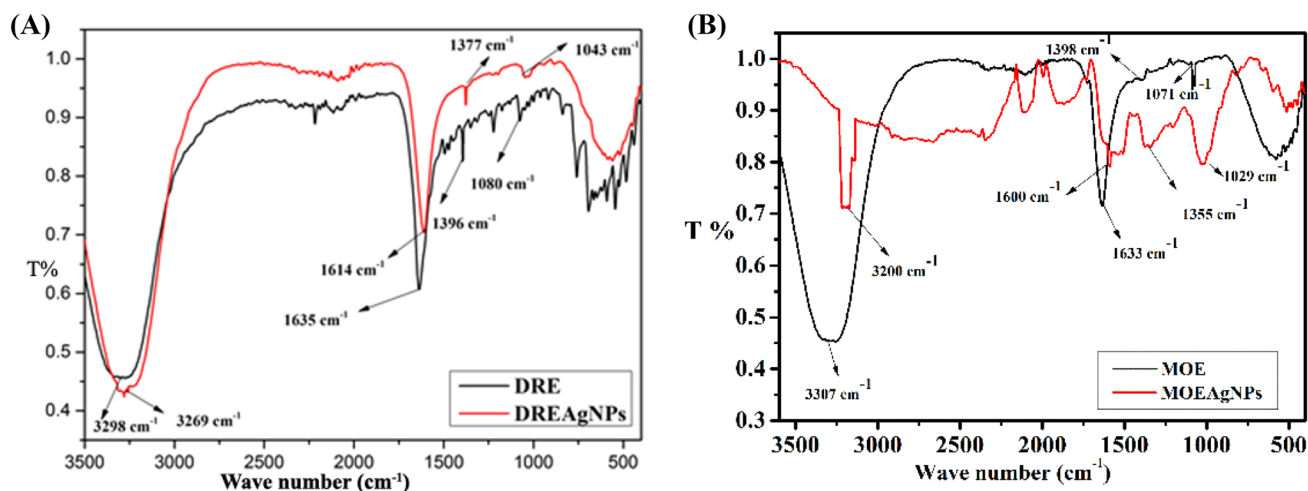 (A)
1.0
0.9
0.8
0.7
T%
0.6
0.5
0.4
1377 cm-1
1043 cm-1
1080 cm-1
1396 cm-1
1614 cm-1
1635 cm-1
3298 cm-1
3269 cm-1
DRE
DREAgNPs
3500
3000
2500
2000
1500
1000
500
Wave number (cm-1)
(B)
1.0
0.9
0.8
0.7
T %
0.6
0.5
0.4
0.3
1398 cm-1
1071 cm-1
1600 cm-1
1029 cm-1
1355 cm-1
1633 cm-1
3200 cm-1
3307 cm-1
MOE
MOEAgNPs
3500
3000
2500
2000
1500
1000
500
Wave number (cm-1)